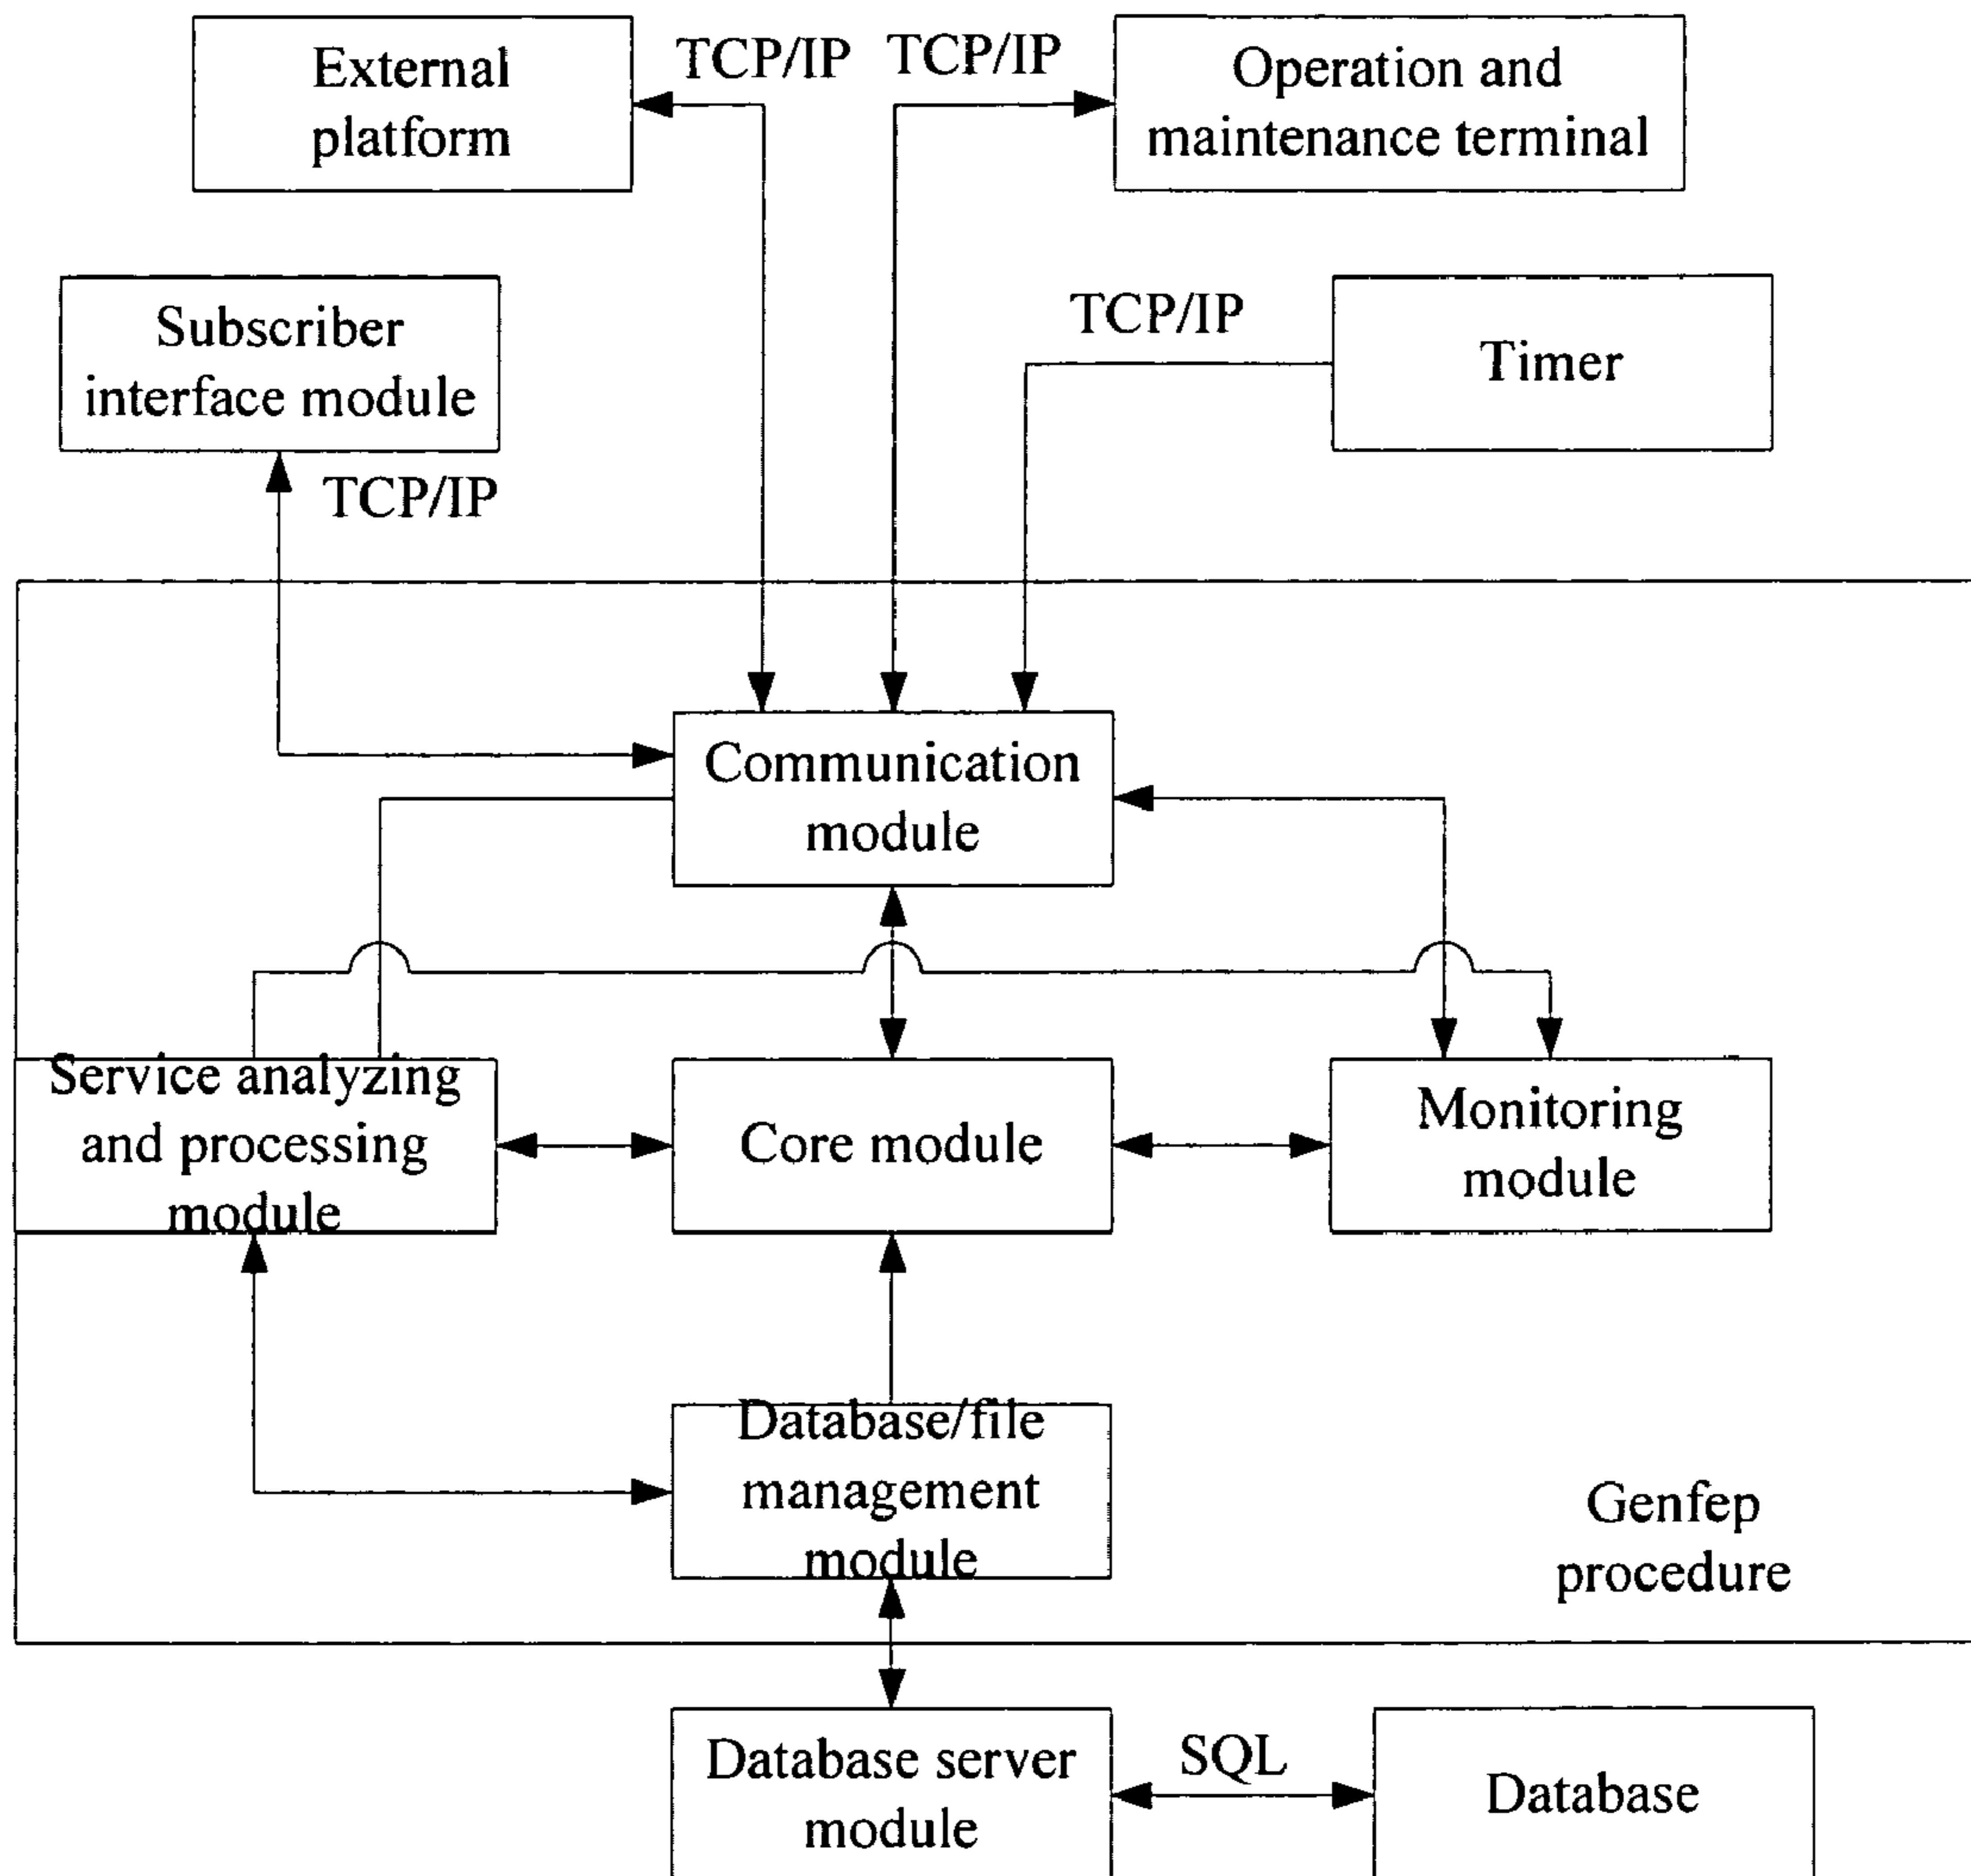 External
platform
TCP/IP
TCP/IP
Operation and
maintenance terminal
Subscriber
interface module
TCP/IP
TCP/IP
Timer
Communication
module
Service analyzing
and processing
module
Core module
Monitoring
module
Database/file
management
module
Genfep
procedure
Database server
module
SQL
Database